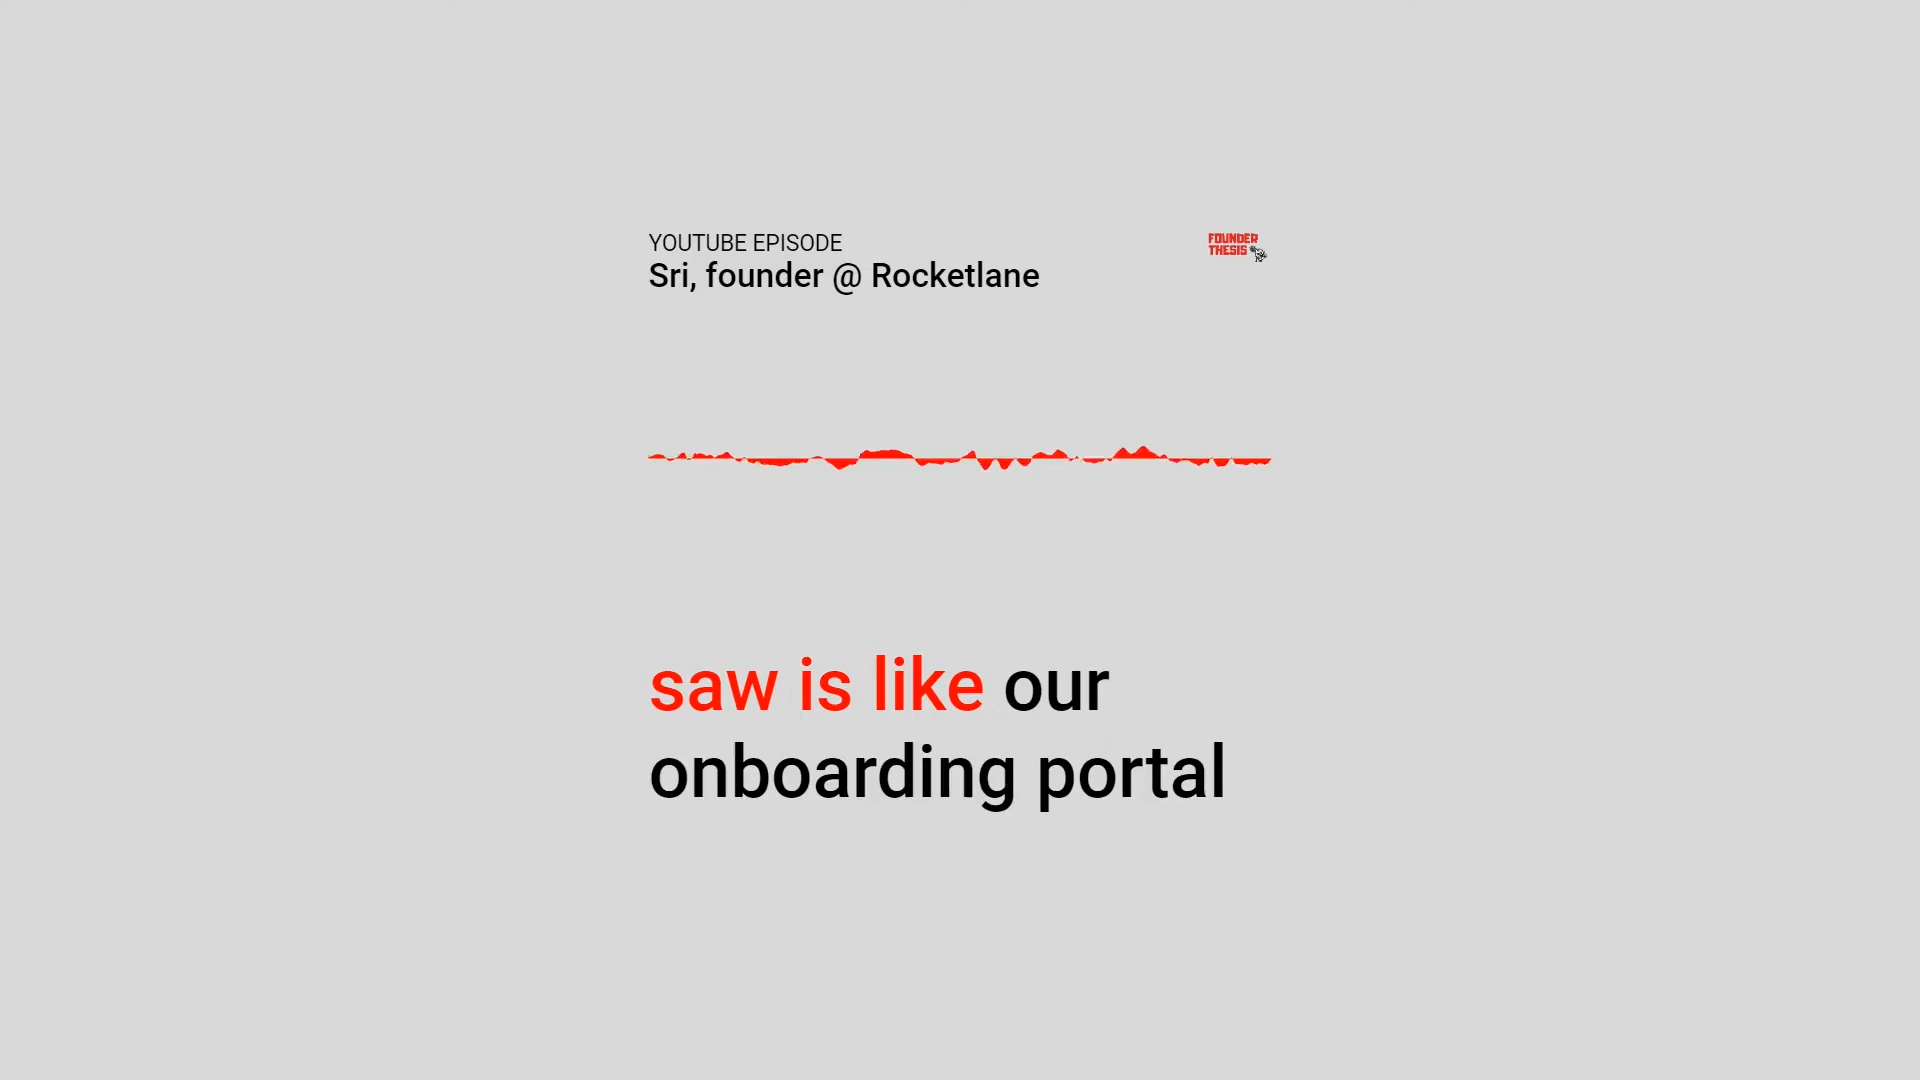 YOUTUBE EPISODE
Sri, founder @ Rocketlane
FOUNDER
THESIS
saw is like our
onboarding portal